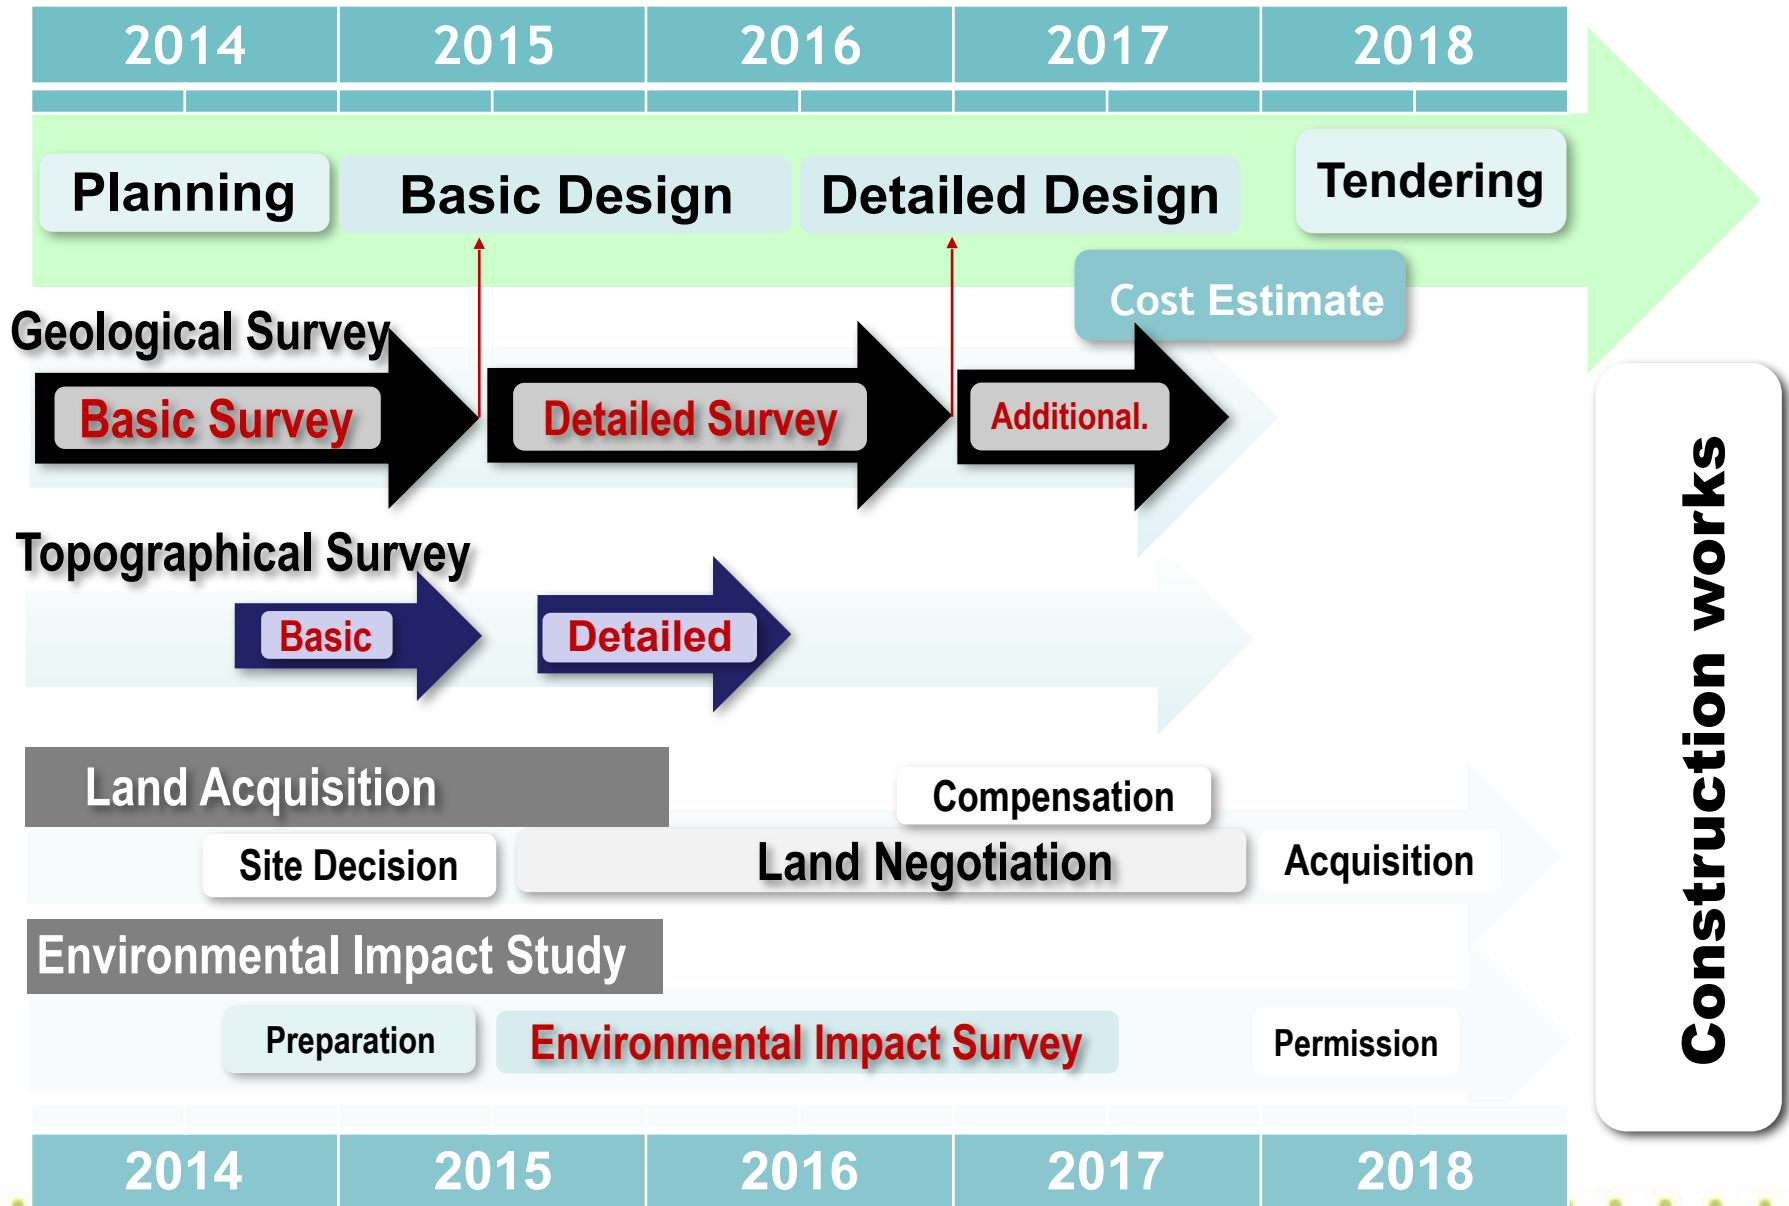 2014 2015 2016 2017 2018
Planning
Basic Design
Detailed Design
Tendering
Cost Estimate
Geological Survey
Basic Survey
Detailed Survey
Additional.
Topographical Survey
Basic
Detailed
Land Acquisition
Compensation
Site Decision
Land Negotiation
Acquisition
Environmental Impact Study
Preparation
Environmental Impact Survey
Permission
Construction works
2014 2015 2016 2017 2018